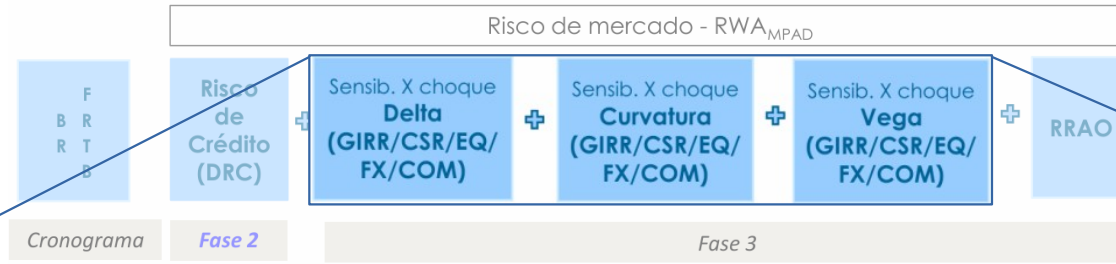 Risco de mercado - RWAMPAD
F
B R
R T
B
Risco
de
Crédito
(DRC)
Sensib. X choque
Delta
(GIRR/CSR/EQ/
FX/COM)
Sensib. X choque
Curvatura
(GIRR/CSR/EQ/
FX/COM)
Sensib. X choque
Vega
(GIRR/CSR/EQ/
FX/COM)
RRAO
Cronograma
Fase 2
Fase 3